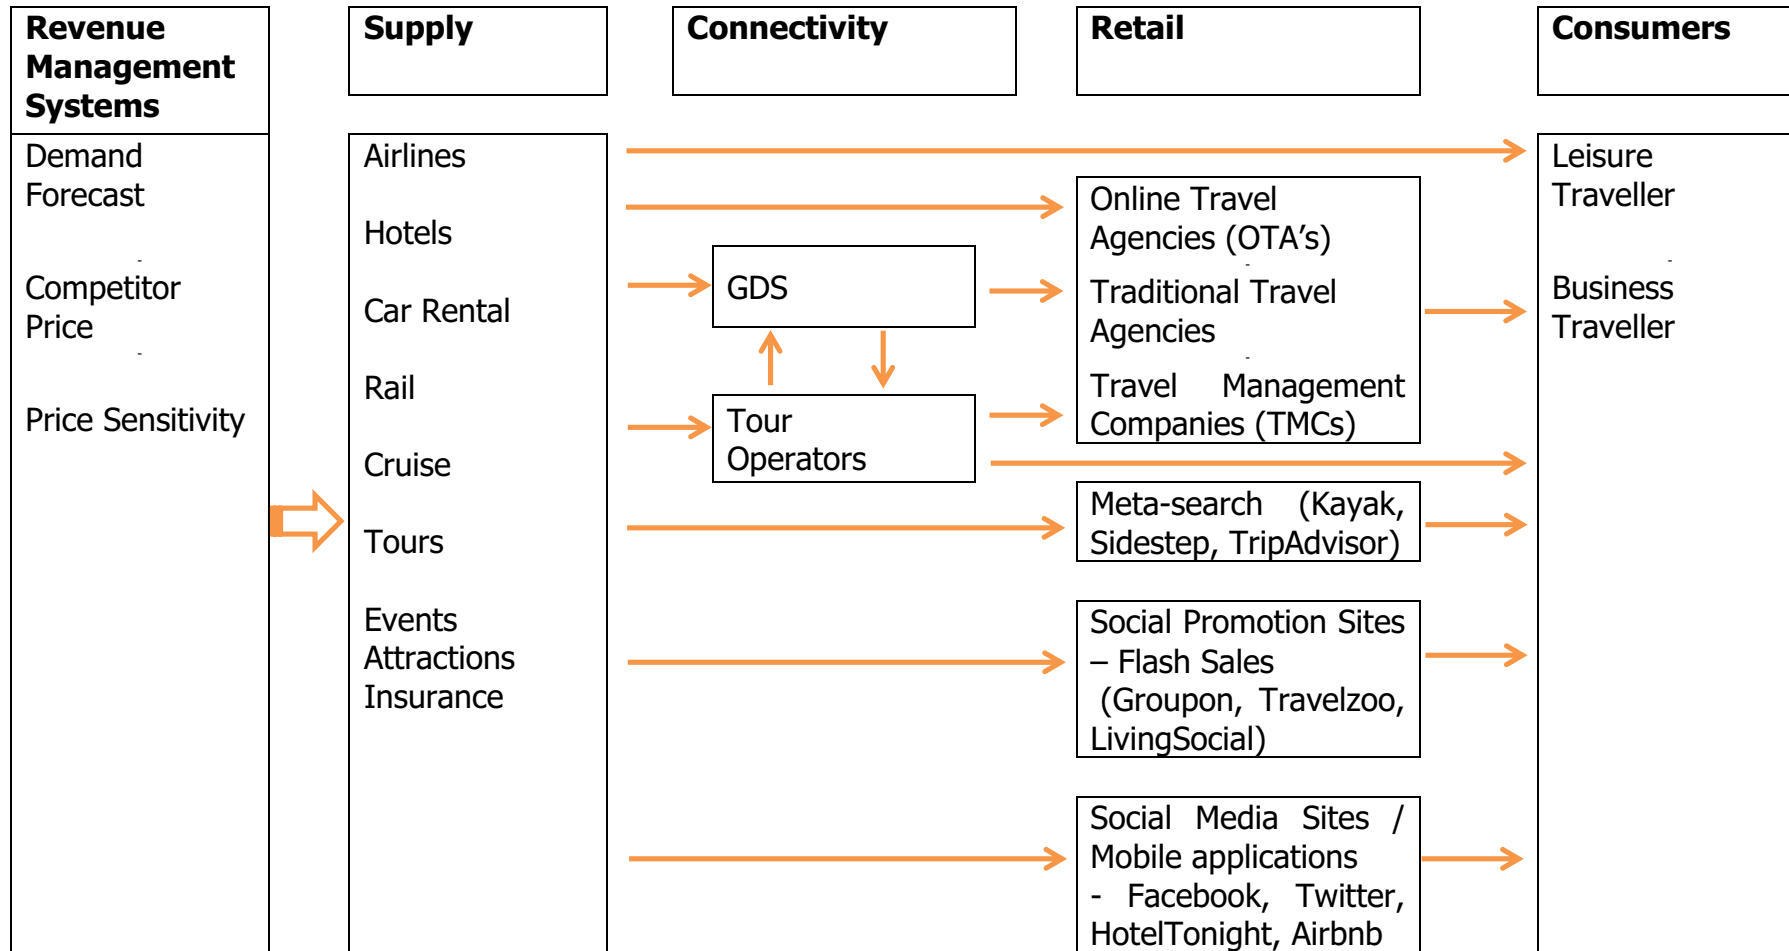 Revenue
Management
Systems
Demand
Forecast
-
Competitor
Price
-
Price Sensitivity
Supply
Airlines
Hotels
Car Rental
Rail
Cruise
Tours
Events
Attractions
Insurance
Connectivity
GDS
Tour
Operators
Retail
Online Travel
Agencies (OTA’s)
-
Traditional Travel
Agencies
-
Travel Management
Companies (TMCs)
Meta-search (Kayak,
Sidestep, TripAdvisor)
Social Promotion Sites
– Flash Sales
(Groupon, Travelzoo,
LivingSocial)
Social Media Sites /
Mobile applications
- Facebook, Twitter,
HotelTonight, Airbnb
Consumers
Leisure
Traveller
-
Business
Traveller